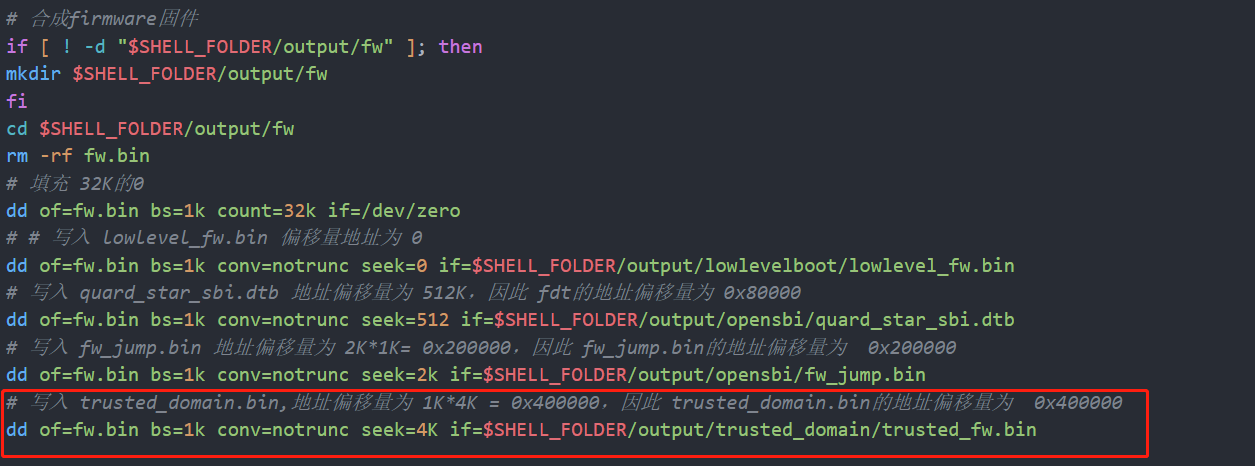 # 合成firmware固件
if [ ! -d "$SHELL_FOLDER/output/fw" ]; then
mkdir $SHELL_FOLDER/output/fw
fi
cd $SHELL_FOLDER/output/fw
rm -rf fw.bin
# 填充 32K的0
dd of=fw.bin bs=1k count=32k if=/dev/zero
# # 写入 lowlevel_fw.bin 偏移量地址为 0
dd of=fw.bin bs=1k conv=notrunc seek=0 if=$SHELL_FOLDER/output/lowlevelboot/lowlevel_fw.bin
# 写入 quard_star_sbi.dtb 地址偏移量为 512K，因此 fdt的地址偏移量为 0x80000
dd of=fw.bin bs=1k conv=notrunc seek=512 if=$SHELL_FOLDER/output/opensbi/quard_star_sbi.dtb
# 写入 fw_jump.bin 地址偏移量为 2K*1K= 0x200000，因此 fw_jump.bin的地址偏移量为  0x200000
dd of=fw.bin bs=1k conv=notrunc seek=2k if=$SHELL_FOLDER/output/opensbi/fw_jump.bin
# 写入 trusted_domain.bin,地址偏移量为 1K*4K = 0x400000，因此 trusted_domain.bin的地址偏移量为  0x400000
dd of=fw.bin bs=1k conv=notrunc seek=4K if=$SHELL_FOLDER/output/trusted_domain/trusted_fw.bin